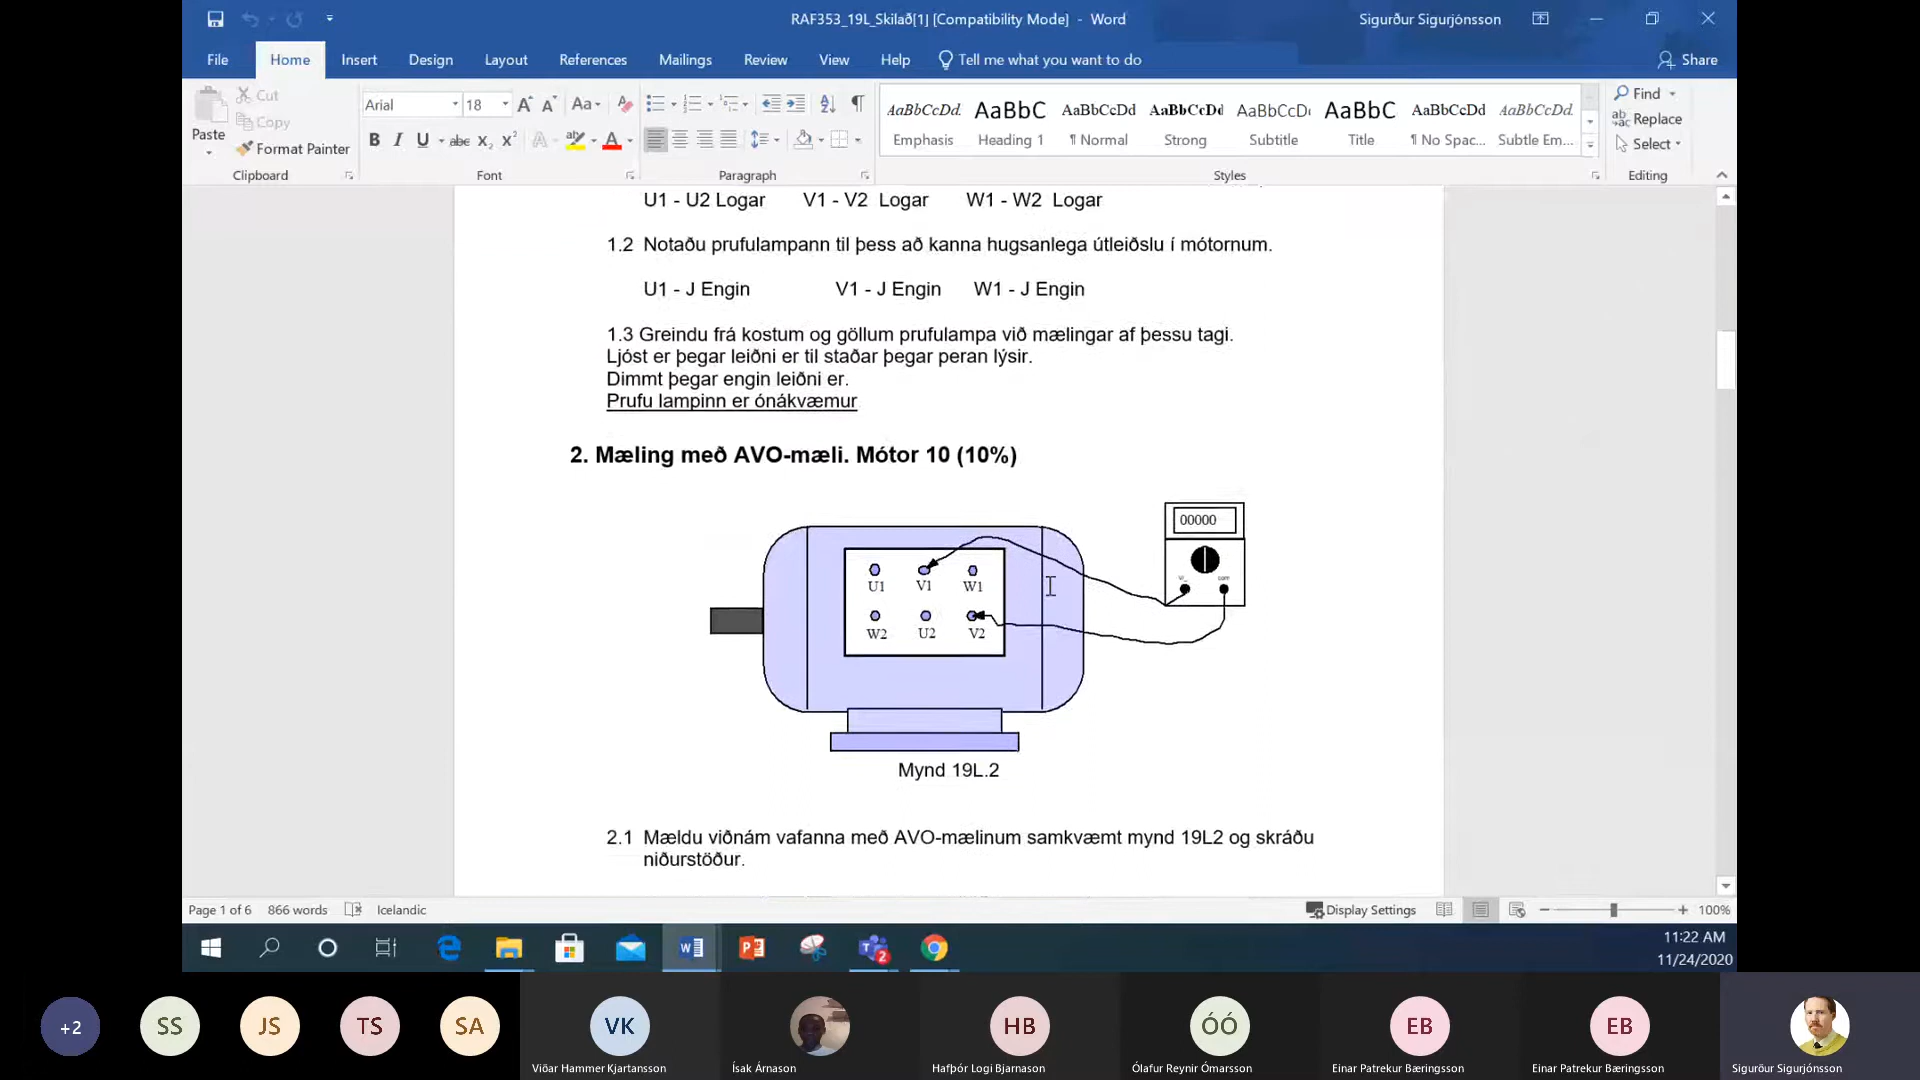 RAF353_19L_Skilað[1] [Compatibility Mode] - Word
Sigurður Sigurjónsson
File Home Insert Design Layout References Mailings Review View Help Tell me what you want to do Share
Paste
Cut
Copy
Format Painter
Clipboard
Arial 18
Font
Paragraph
AaBbCcDd. AaBbC AaBbCcDd AaBbCcDd AaBbCcDc AaBbC AaBbCcDd AaBbCcDd.
Emphasis Heading 1 ¶ Normal Strong Subtitle Title ¶ No Spac... Subtle Em...
Styles
Find
Replace
Select
Editing
U1 - U2 Logar V1 - V2 Logar W1 - W2 Logar
1.2 Notaðu prufulampann til þess að kanna hugsanlega útleiðslu í mótornum.
U1 - J Engin V1 - J Engin W1 - J Engin
1.3 Greindu frá kostum og göllum prufulampa við mælingar af þessu tagi.
Ljóst er þegar leiðni er til staðar þegar peran lýsir.
Dimmt þegar engin leiðni er.
Prufu lampinn er ónákvæmur
2. Mæling með AVO-mæli. Mótor 10 (10%)
00000
com
U1 V1 W1
W2 U2 V2
Mynd 19L.2
2.1 Mældu viðnám vafanna með AVO-mælinum samkvæmt mynd 19L2 og skráðu
niðurstöður.
Page 1 of 6 866 words Icelandic Display Settings 100%
11:22 AM
11/24/2020
+2 SS JS TS SA VK HB ÓÓ EB EB
Viðar Hammer Kjartansson Ísak Árnason Hafþór Logi Bjarnason Ólafur Reynir Ómarsson Einar Patrekur Bæringsson Einar Patrekur Bæringsson Sigurður Sigurjónsson